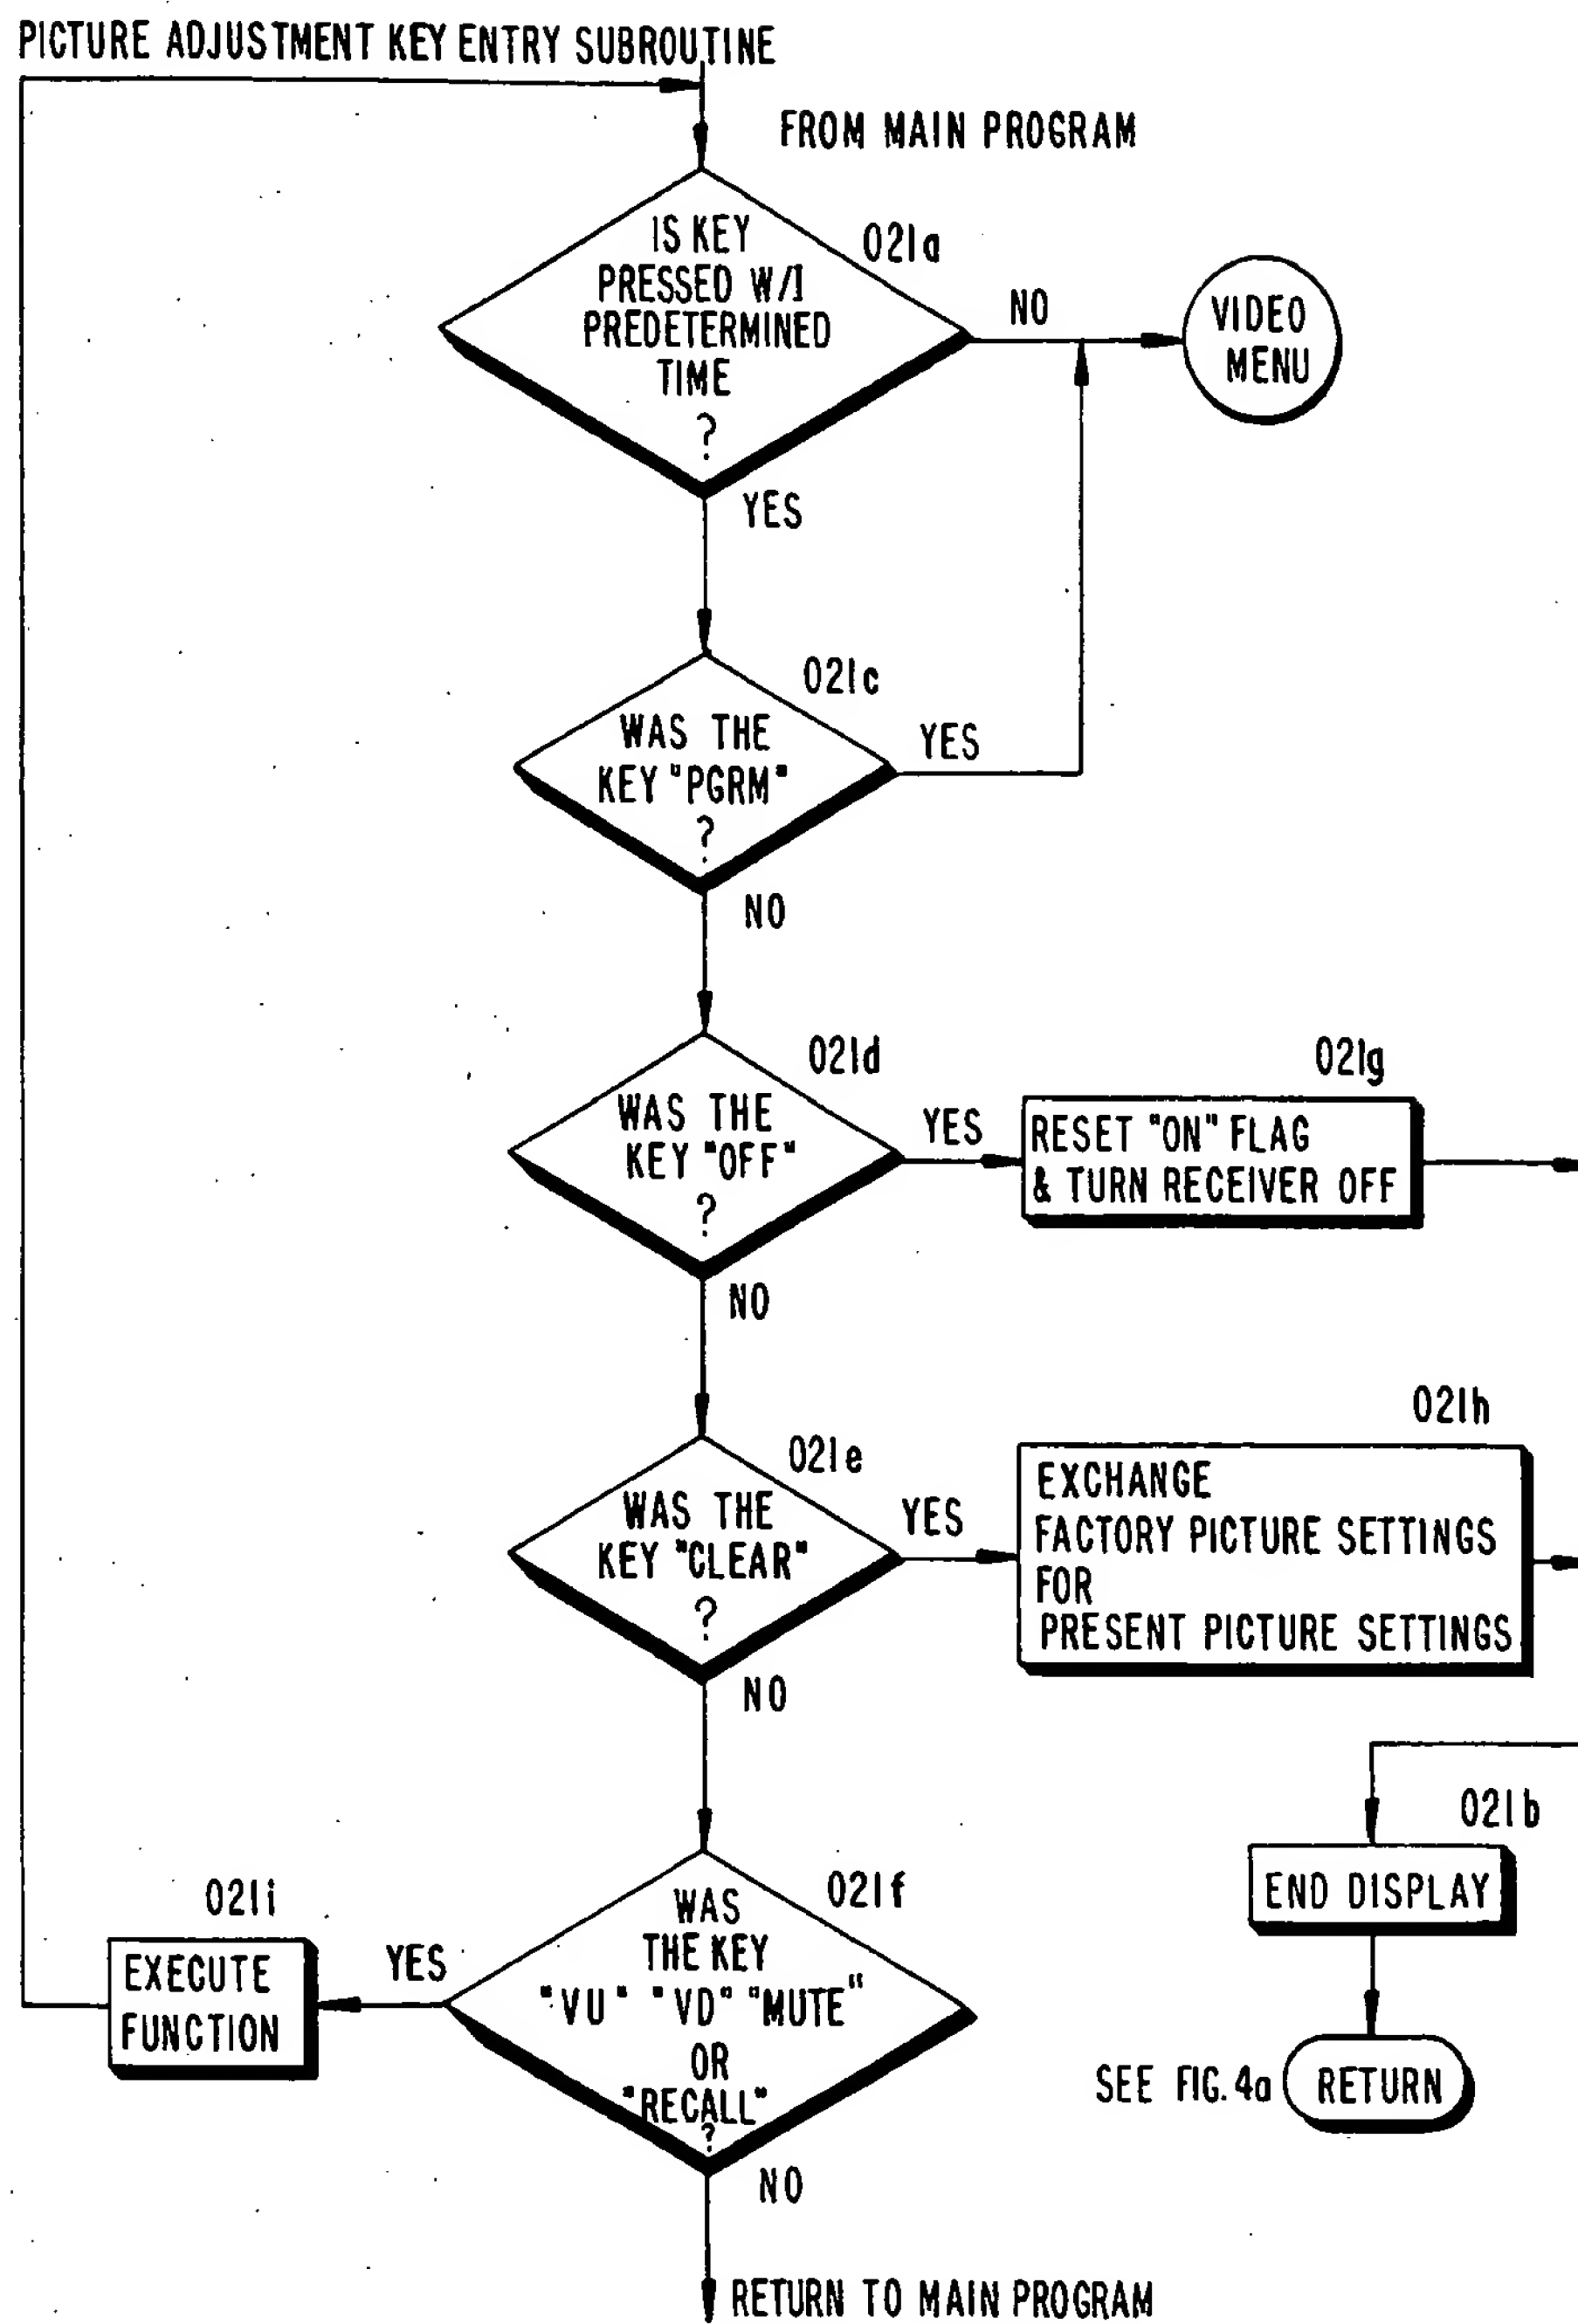 PICTURE ADJUSTMENT KEY ENTRY SUBROUTINE
FROM MAIN PROGRAM
021a
IS KEY
PRESSED W/I
PREDETERMINED
TIME
?
NO
VIDEO
MENU
YES
021c
WAS THE
KEY "PGRM"
?
YES
NO
021d
WAS THE
KEY "OFF"
?
YES
021g
RESET "ON" FLAG
& TURN RECEIVER OFF
NO
021e
WAS THE
KEY "CLEAR"
?
YES
021h
EXCHANGE
FACTORY PICTURE SETTINGS
FOR
PRESENT PICTURE SETTINGS
NO
021b
END DISPLAY
021f
WAS
THE KEY
"VU" "VD" "MUTE"
OR
"RECALL"
?
YES
021i
EXECUTE
FUNCTION
SEE FIG. 4a
RETURN
NO
RETURN TO MAIN PROGRAM